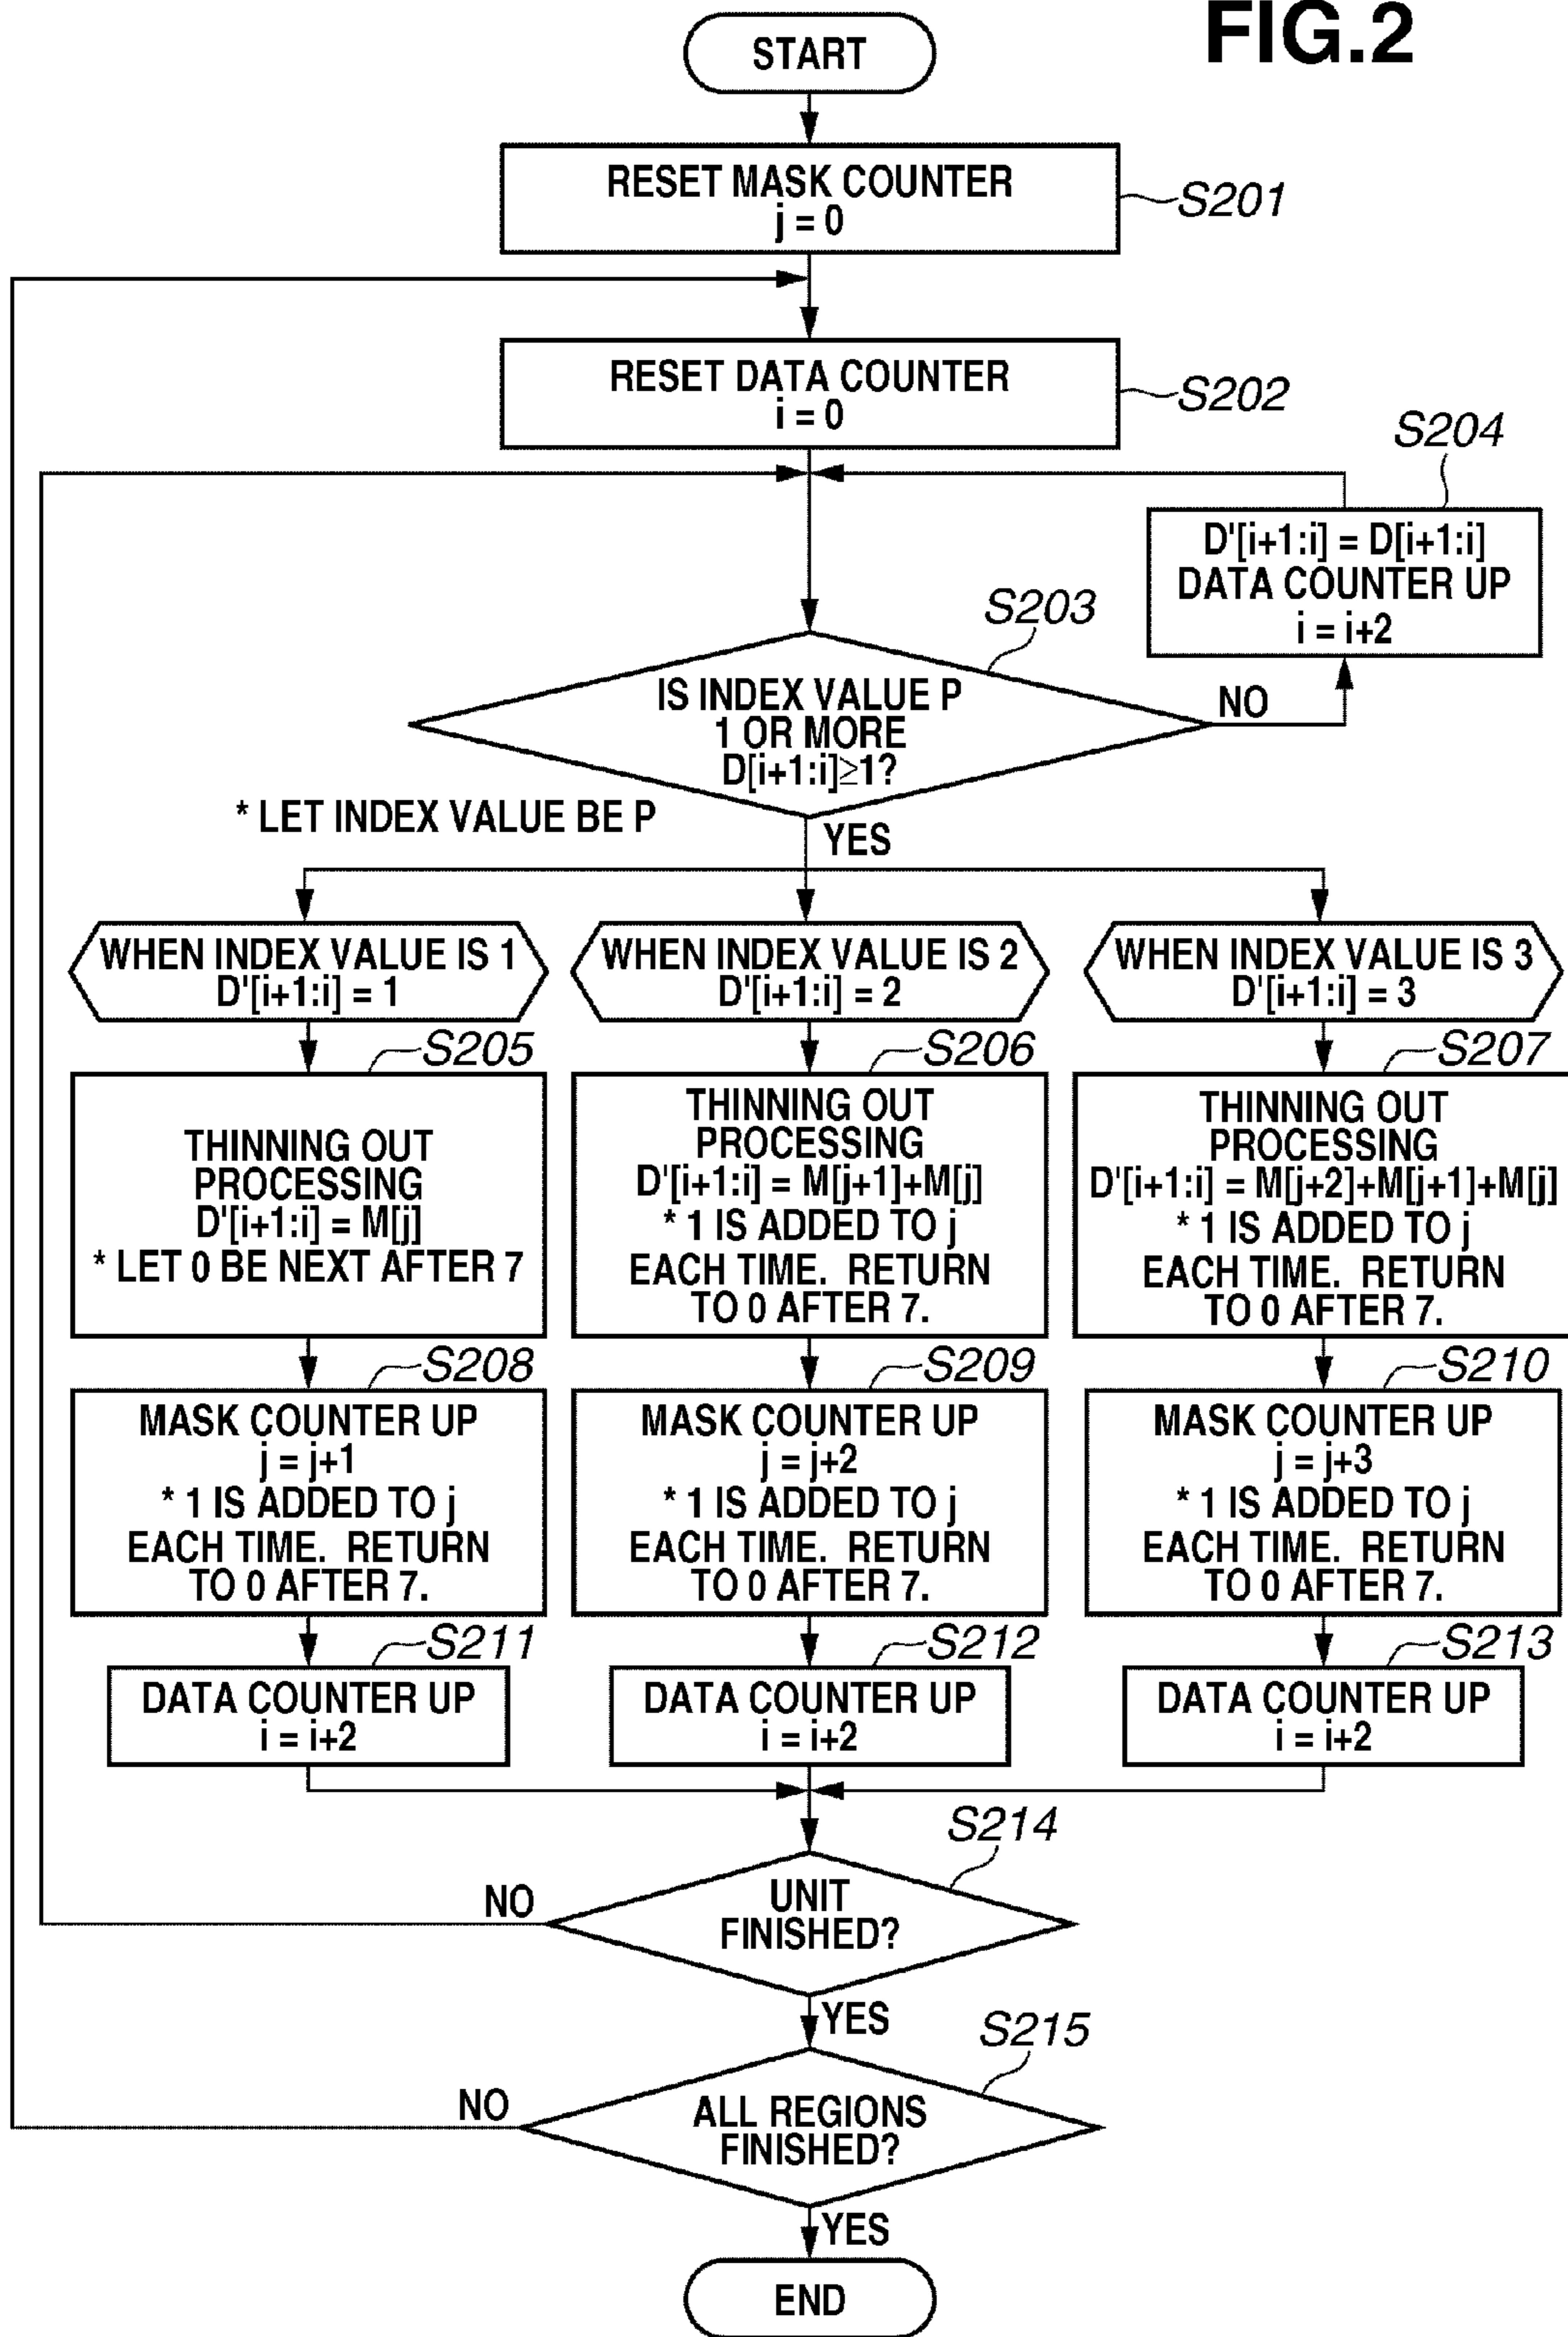 FIG.2
START
RESET MASK COUNTER
j = 0
S201
RESET DATA COUNTER
i = 0
S202
S204
D'[i+1:i] = D[i+1:i]
DATA COUNTER UP
i = i+2
S203
IS INDEX VALUE P
1 OR MORE
D[i+1:i]≥1?
NO
* LET INDEX VALUE BE P
YES
WHEN INDEX VALUE IS 1
D'[i+1:i] = 1
WHEN INDEX VALUE IS 2
D'[i+1:i] = 2
WHEN INDEX VALUE IS 3
D'[i+1:i] = 3
S205
THINNING OUT
PROCESSING
D'[i+1:i] = M[j]
* LET 0 BE NEXT AFTER 7
S206
THINNING OUT
PROCESSING
D'[i+1:i] = M[j+1]+M[j]
* 1 IS ADDED TO j
EACH TIME. RETURN
TO 0 AFTER 7.
S207
THINNING OUT
PROCESSING
D'[i+1:i] = M[j+2]+M[j+1]+M[j]
* 1 IS ADDED TO j
EACH TIME. RETURN
TO 0 AFTER 7.
S208
MASK COUNTER UP
j = j+1
* 1 IS ADDED TO j
EACH TIME. RETURN
TO 0 AFTER 7.
S209
MASK COUNTER UP
j = j+2
* 1 IS ADDED TO j
EACH TIME. RETURN
TO 0 AFTER 7.
S210
MASK COUNTER UP
j = j+3
* 1 IS ADDED TO j
EACH TIME. RETURN
TO 0 AFTER 7.
S211
DATA COUNTER UP
i = i+2
S212
DATA COUNTER UP
i = i+2
S213
DATA COUNTER UP
i = i+2
S214
UNIT
FINISHED?
NO
YES
S215
ALL REGIONS
FINISHED?
NO
YES
END